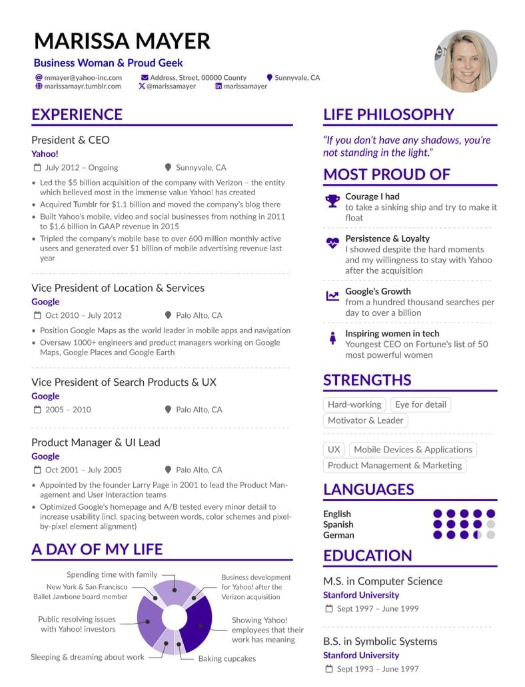 MARISSA MAYER
Business Woman & Proud Geek
mmayer@yahoo-inc.com Address, Street, 00000 County Sunnyvale, CA
marissamayr.tumblr.com @marissamayer marissamayer
EXPERIENCE
President & CEO
Yahoo!
July 2012 – Ongoing Sunnyvale, CA
• Led the $5 billion acquisition of the company with Verizon – the entity
which believed most in the immense value Yahoo! has created
• Acquired Tumblr for $1.1 billion and moved the company's blog there
• Built Yahoo's mobile, video and social businesses from nothing in 2011
to $1.6 billion in GAAP revenue in 2015
• Tripled the company's mobile base to over 600 million monthly active
users and generated over $1 billion of mobile advertising revenue last
year
Vice President of Location & Services
Google
Oct 2010 – July 2012 Palo Alto, CA
• Position Google Maps as the world leader in mobile apps and navigation
• Oversaw 1000+ engineers and product managers working on Google
Maps, Google Places and Google Earth
Vice President of Search Products & UX
Google
2005 – 2010 Palo Alto, CA
Product Manager & UI Lead
Google
Oct 2001 – July 2005 Palo Alto, CA
• Appointed by the founder Larry Page in 2001 to lead the Product Man-
agement and User Interaction teams
• Optimized Google's homepage and A/B tested every minor detail to
increase usability (incl. spacing between words, color schemes and pixel-
by-pixel element alignment)
A DAY OF MY LIFE
Spending time with family
New York & San Francisco
Ballet Jawbone board member
Public resolving issues
with Yahoo! investors
Sleeping & dreaming about work
Business development
for Yahoo! after the
Verizon acquisition
Showing Yahoo!
employees that their
work has meaning
Baking cupcakes
LIFE PHILOSOPHY
"If you don't have any shadows, you're
not standing in the light."
MOST PROUD OF
Courage I had
to take a sinking ship and try to make it
float
Persistence & Loyalty
I showed despite the hard moments
and my willingness to stay with Yahoo
after the acquisition
Google's Growth
from a hundred thousand searches per
day to over a billion
Inspiring women in tech
Youngest CEO on Fortune's list of 50
most powerful women
STRENGTHS
Hard-working Eye for detail
Motivator & Leader
UX Mobile Devices & Applications
Product Management & Marketing
LANGUAGES
English
Spanish
German
EDUCATION
M.S. in Computer Science
Stanford University
Sept 1997 – June 1999
B.S. in Symbolic Systems
Stanford University
Sept 1993 – June 1997